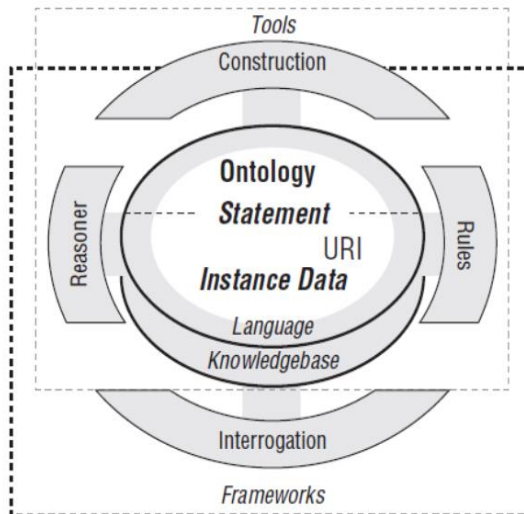 Tools
Construction
Ontology
Statement
URI
Instance Data
Reasoner
Rules
Language
Knowledgebase
Interrogation
Frameworks